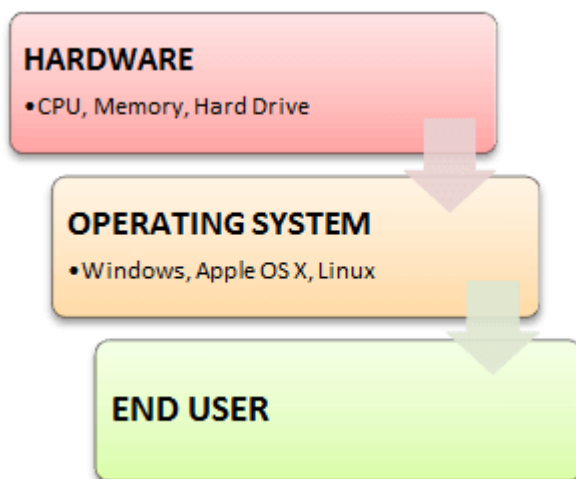 HARDWARE
•CPU, Memory, Hard Drive
OPERATING SYSTEM
•Windows, Apple OS X, Linux
END USER